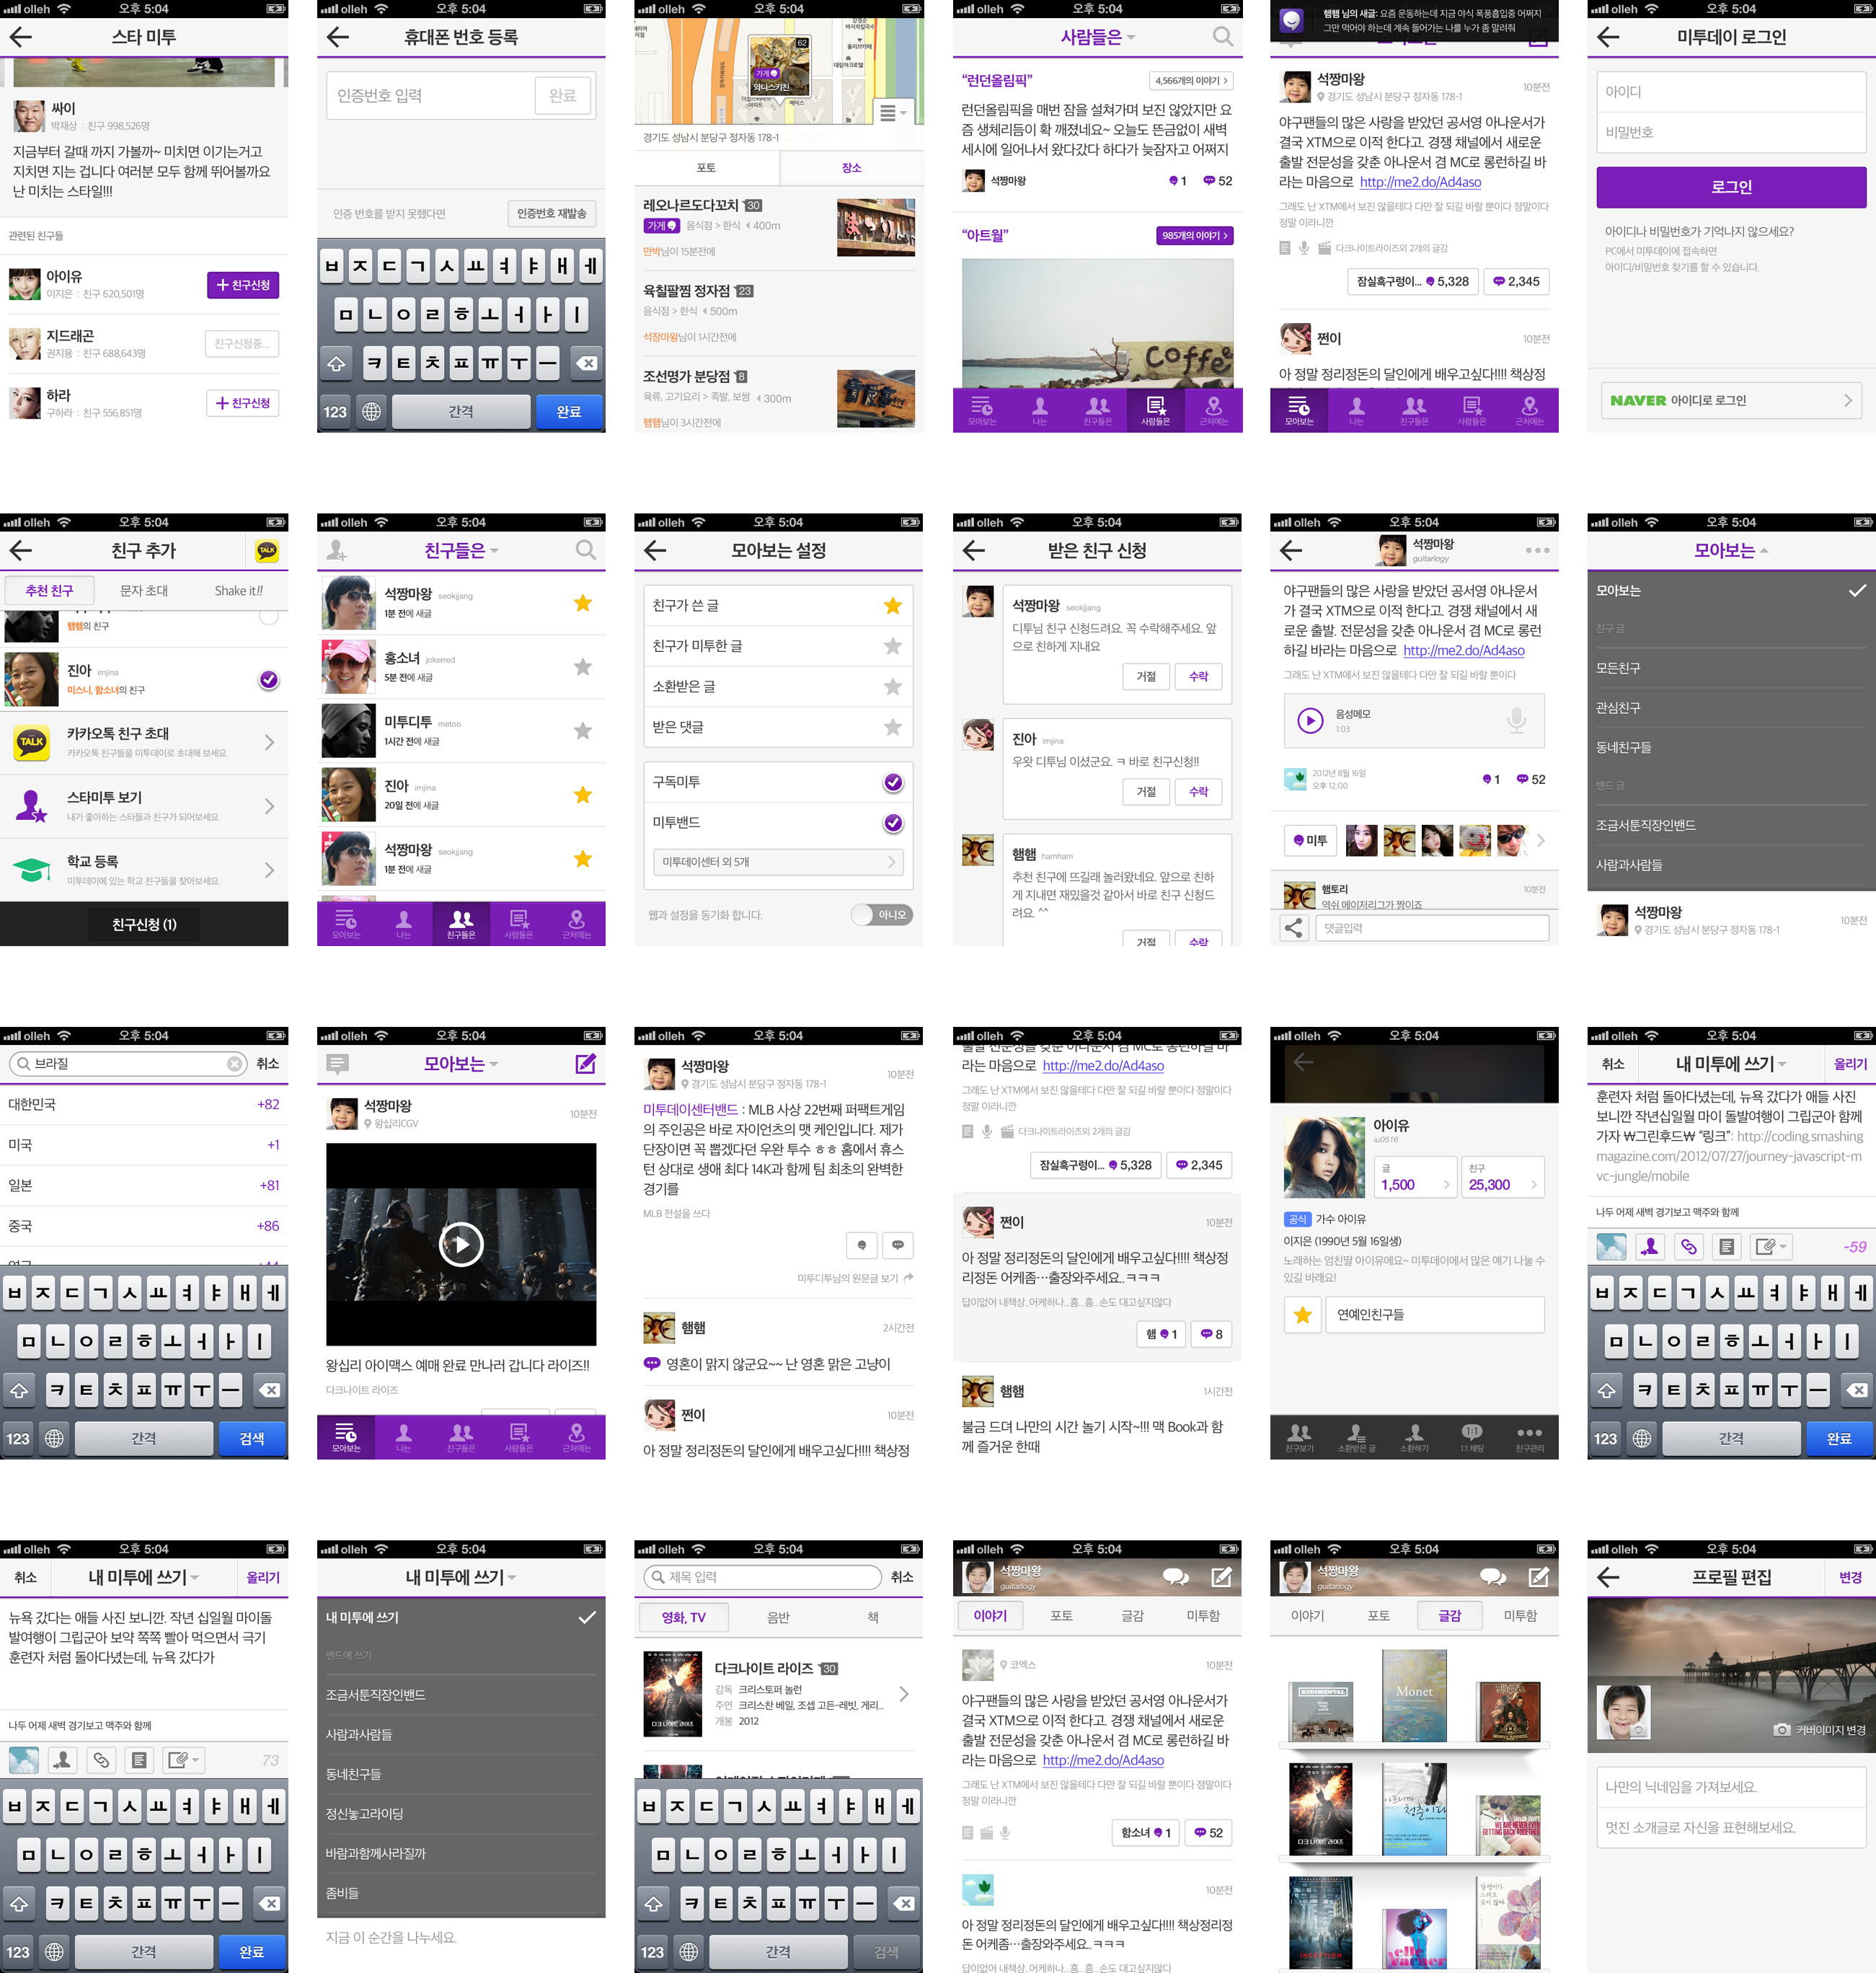 olleh 오후 5:04
스타 미투
싸이
박재상 : 친구 998,526명
지금부터 갈때 까지 가볼까~ 미치면 이기는거고
지치면 지는 겁니다 여러분 모두 함께 뛰어볼까요
난 미치는 스타일!!!
관련된 친구들
아이유
이지은 : 친구 620,501명
+ 친구신청
지드래곤
권지용 : 친구 688,643명
친구신청중...
하라
구하라 : 친구 556,851명
+ 친구신청
olleh 오후 5:04
휴대폰 번호 등록
인증번호 입력 완료
인증 번호를 받지 못했다면 인증번호 재발송
ㅂ ㅈ ㄷ ㄱ ㅅ ㅛ ㅕ ㅑ ㅐ ㅔ
ㅁ ㄴ ㅇ ㄹ ㅎ ㅗ ㅓ ㅏ ㅣ
ㅋ ㅌ ㅊ ㅍ ㅠ ㅜ ㅡ
123 간격 완료
olleh 오후 5:04
62
가게
와니스키친
경기도 성남시 분당구 정자동 178-1
포토 장소
레오나르도다꼬치 30
가게 음식점 > 한식 400m
만박님이 15분전에
육칠팔찜 정자점 23
음식점 > 한식 500m
석장마왕님이 1시간전에
조선명가 분당점 8
육류, 고기요리 > 족발, 보쌈 300m
햄햄님이 3시간전에
olleh 오후 5:04
사람들은
“런던올림픽” 4,566개의 이야기 >
런던올림픽을 매번 잠을 설쳐가며 보진 않았지만 요
즘 생체리듬이 확 깨졌네요~ 오늘도 뜬금없이 새벽
세시에 일어나서 왔다갔다 하다가 늦잠자고 어쩌지
석짱마왕 1 52
“아트월” 985개의 이야기 >
Coffe
모아보는 나는 친구들은 사람들은 근처에는
햄햄 님의 새글: 요즘 운동하는데 지금 야식 폭풍흡입중 어쩌지
그만 먹어야 하는데 계속 들어가는 나를 누가 좀 말려줘
석짱마왕 10분전
경기도 성남시 분당구 정자동 178-1
야구팬들의 많은 사랑을 받았던 공서영 아나운서가
결국 XTM으로 이적 한다고. 경쟁 채널에서 새로운
출발 전문성을 갖춘 아나운서 겸 MC로 롱런하길 바
라는 마음으로 http://me2.do/Ad4aso
그래도 난 XTM에서 보진 않을테다 다만 잘 되길 바랄 뿐이다 정말이다
정말 이라니깐
다크나이트라이즈외 2개의 글감
잠실흑구렁이... 5,328 2,345
쩐이 10분전
아 정말 정리정돈의 달인에게 배우고싶다!!!! 책상정
모아보는 나는 친구들은 사람들은 근처에는
olleh 오후 5:04
미투데이 로그인
아이디
비밀번호
로그인
아이디나 비밀번호가 기억나지 않으세요?
PC에서 미투데이에 접속하면
아이디/비밀번호 찾기를 할 수 있습니다.
NAVER 아이디로 로그인
olleh 오후 5:04
친구 추가 TALK
추천 친구 문자 초대 Shake it!!
햄햄의 친구
진아 imjina
미스니, 함소녀의 친구
TALK 카카오톡 친구 초대
카카오톡 친구들을 미투데이로 초대해 보세요.
스타미투 보기
내가 좋아하는 스타들과 친구가 되어보세요.
학교 등록
미투데이에 있는 학교 친구들을 찾아보세요.
친구신청 (1)
olleh 오후 5:04
친구들은
석짱마왕 seokjjang
1분 전에 새글
홍소녀 jokerred
5분 전에 새글
미투디투 metoo
1시간 전에 새글
진아 imjina
20일 전에 새글
석짱마왕 seokjjang
1분 전에 새글
모아보는 나는 친구들은 사람들은 근처에는
olleh 오후 5:04
모아보는 설정
친구가 쓴 글
친구가 미투한 글
소환받은 글
받은 댓글
구독미투
미투밴드
미투데이센터 외 5개
웹과 설정을 동기화 합니다. 아니오
olleh 오후 5:04
받은 친구 신청
석짱마왕 seokjjang
디투님 친구 신청드려요. 꼭 수락해주세요. 앞
으로 친하게 지내요
거절 수락
진아 imjina
우왓 디투님 이셨군요. ㅋ 바로 친구신청!!
거절 수락
햄햄 hamham
추천 친구에 뜨길래 놀러왔네요. 앞으로 친하
게 지내면 재밌을것 같아서 바로 친구 신청드
려요. ^^
거절 수락
olleh 오후 5:04
석짱마왕
guitarlogy
야구팬들의 많은 사랑을 받았던 공서영 아나운서
가 결국 XTM으로 이적 한다고. 경쟁 채널에서 새
로운 출발. 전문성을 갖춘 아나운서 겸 MC로 롱런
하길 바라는 마음으로 http://me2.do/Ad4aso
그래도 난 XTM에서 보진 않을테다 다만 잘 되길 바랄 뿐이다
음성메모
1:03
2012년 8월 16일
오후 12:00 1 52
미투
햄토리 10분전
역쉬 메이저리그가 짱이죠
댓글입력
olleh 오후 5:04
모아보는
모아보는
친구 글
모든친구
관심친구
동네친구들
밴드 글
조금서툰직장인밴드
사람과사람들
석짱마왕 10분전
경기도 성남시 분당구 정자동 178-1
olleh 오후 5:04
브라질 취소
대한민국 +82
미국 +1
일본 +81
중국 +86
ㅂ ㅈ ㄷ ㄱ ㅅ ㅛ ㅕ ㅑ ㅐ ㅔ
ㅁ ㄴ ㅇ ㄹ ㅎ ㅗ ㅓ ㅏ ㅣ
ㅋ ㅌ ㅊ ㅍ ㅠ ㅜ ㅡ
123 간격 검색
olleh 오후 5:04
모아보는
석짱마왕 10분전
왕십리CGV
왕십리 아이맥스 예매 완료 만나러 갑니다 라이즈!!
다크나이트 라이즈
모아보는 나는 친구들은 사람들은 근처에는
olleh 오후 5:04
석짱마왕 10분전
경기도 성남시 분당구 정자동 178-1
미투데이센터밴드 : MLB 사상 22번째 퍼팩트게임
의 주인공은 바로 자이언츠의 맷 케인입니다. 제가
단장이면 꼭 뽑겠다던 우완 투수 ㅎㅎ 홈에서 휴스
턴 상대로 생애 최다 14K과 함께 팀 최초의 완벽한
경기를
MLB 전설을 쓰다
미투디투님의 원문글 보기
햄햄 2시간전
영혼이 맑지 않군요~~ 난 영혼 맑은 고냥이
쩐이 10분전
아 정말 정리정돈의 달인에게 배우고싶다!!!! 책상정
olleh 오후 5:04
출발 전문성을 갖춘 아나운서 겸 MC로 롱런하길 바
라는 마음으로 http://me2.do/Ad4aso
그래도 난 XTM에서 보진 않을테다 다만 잘 되길 바랄 뿐이다 정말이다
정말 이라니깐
다크나이트라이즈외 2개의 글감
잠실흑구렁이... 5,328 2,345
쩐이 10분전
아 정말 정리정돈의 달인에게 배우고싶다!!!! 책상정
리정돈 어케좀…출장와주세요..ㅋㅋㅋ
답이없어 내책상..어케하나...흠...흠...손도 대고싶지않다
햄 1 8
햄햄 1시간전
불금 드뎌 나만의 시간 놀기 시작~!!! 맥 Book과 함
께 즐거운 한때
olleh 오후 5:04
아이유
iu0516
글 친구
1,500 25,300
공식 가수 아이유
이지은 (1990년 5월 16일생)
노래하는 엄친딸 아이유에요~ 미투데이에서 많은 얘기 나눌 수
있길 바래요!
연예인친구들
친구보기 소환받은 글 소환하기 1:1 채팅 친구관리
olleh 오후 5:04
취소 내 미투에 쓰기 올리기
훈련자 처럼 돌아다녔는데, 뉴욕 갔다가 애들 사진
보니깐 작년십일월 마이 돌발여행이 그립군아 함께
가자 ₩그린후드₩ “링크”: http://coding.smashing
magazine.com/2012/07/27/journey-javascript-m
vc-jungle/mobile
나두 어제 새벽 경기보고 맥주와 함께
-59
ㅂ ㅈ ㄷ ㄱ ㅅ ㅛ ㅕ ㅑ ㅐ ㅔ
ㅁ ㄴ ㅇ ㄹ ㅎ ㅗ ㅓ ㅏ ㅣ
ㅋ ㅌ ㅊ ㅍ ㅠ ㅜ ㅡ
123 간격 완료
olleh 오후 5:04
취소 내 미투에 쓰기 올리기
뉴욕 갔다는 애들 사진 보니깐. 작년 십일월 마이돌
발여행이 그립군아 보약 쪽쪽 빨아 먹으면서 극기
훈련자 처럼 돌아다녔는데, 뉴욕 갔다가
나두 어제 새벽 경기보고 맥주와 함께
73
ㅂ ㅈ ㄷ ㄱ ㅅ ㅛ ㅕ ㅑ ㅐ ㅔ
ㅁ ㄴ ㅇ ㄹ ㅎ ㅗ ㅓ ㅏ ㅣ
ㅋ ㅌ ㅊ ㅍ ㅠ ㅜ ㅡ
123 간격 완료
olleh 오후 5:04
내 미투에 쓰기
내 미투에 쓰기
밴드에 쓰기
조금서툰직장인밴드
사람과사람들
동네친구들
정신놓고라이딩
바람과함께사라질까
좀비들
지금 이 순간을 나누세요.
olleh 오후 5:04
제목 입력 취소
영화, TV 음반 책
다크나이트 라이즈 30
감독 크리스토퍼 놀런
주연 크리스찬 베일, 조셉 고든-레빗, 게리...
개봉 2012
다크 나이트 라이즈
ㅂ ㅈ ㄷ ㄱ ㅅ ㅛ ㅕ ㅑ ㅐ ㅔ
ㅁ ㄴ ㅇ ㄹ ㅎ ㅗ ㅓ ㅏ ㅣ
ㅋ ㅌ ㅊ ㅍ ㅠ ㅜ ㅡ
123 간격 검색
olleh 오후 5:04
석짱마왕
guitarlogy
이야기 포토 글감 미투함
코엑스 10분전
야구팬들의 많은 사랑을 받았던 공서영 아나운서가
결국 XTM으로 이적 한다고. 경쟁 채널에서 새로운
출발 전문성을 갖춘 아나운서 겸 MC로 롱런하길 바
라는 마음으로 http://me2.do/Ad4aso
그래도 난 XTM에서 보진 않을테다 다만 잘 되길 바랄 뿐이다 정말이다
정말 이라니깐
함소녀 1 52
10분전
아 정말 정리정돈의 달인에게 배우고싶다!!!! 책상정리정
돈 어케좀…출장와주세요..ㅋㅋㅋ
답이없어 내책상..어케하나...흠...흠...손도 대고싶지않다
olleh 오후 5:04
석짱마왕
guitarlogy
이야기 포토 글감 미투함
RUDIMENTAL
Monet
다크 나이트 라이즈
아프니까 청춘이다
WE ARE NEVER EVER
GETTING BACK TOGETHER
INCEPTION
olleh 오후 5:04
프로필 편집 변경
커버이미지 변경
나만의 닉네임을 가져보세요.
멋진 소개글로 자신을 표현해보세요.